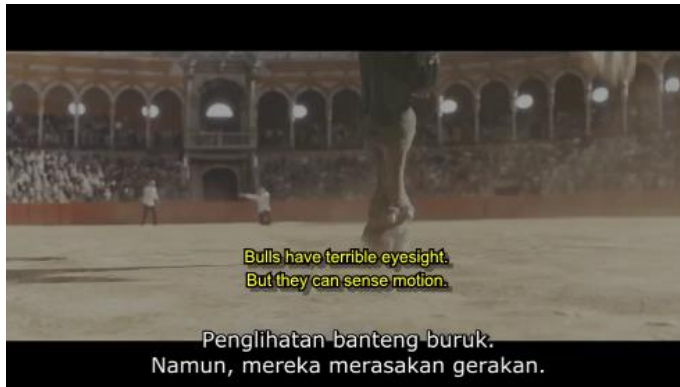 Bulls have terrible eyesight.
But they can sense motion.
Penglihatan banteng buruk.
Namun, mereka merasakan gerakan.